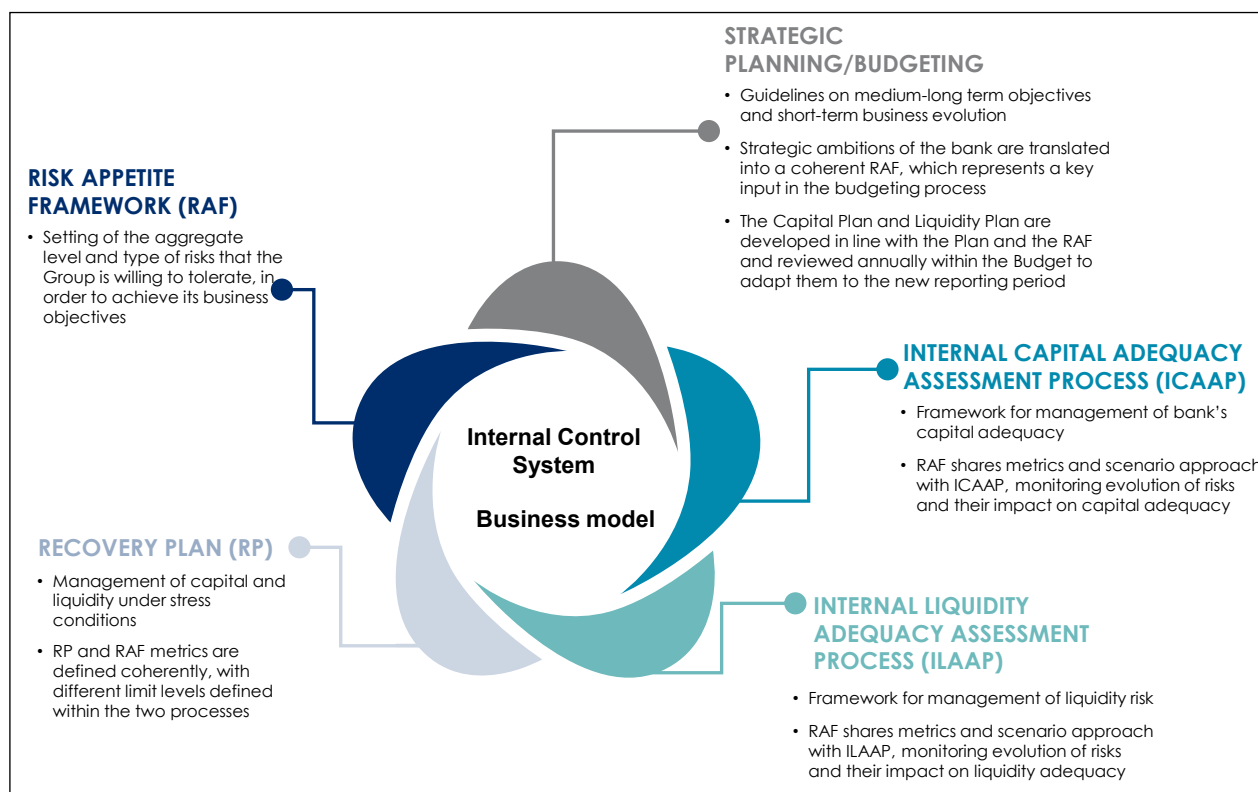 STRATEGIC
PLANNING/BUDGETING
• Guidelines on medium-long term objectives
and short-term business evolution
• Strategic ambitions of the bank are translated
into a coherent RAF, which represents a key
input in the budgeting process
• The Capital Plan and Liquidity Plan are
developed in line with the Plan and the RAF
and reviewed annually within the Budget to
adapt them to the new reporting period
RISK APPETITE
FRAMEWORK (RAF)
• Setting of the aggregate
level and type of risks that the
Group is willing to tolerate, in
order to achieve its business
objectives
INTERNAL CAPITAL ADEQUACY
ASSESSMENT PROCESS (ICAAP)
• Framework for management of bank's
capital adequacy
• RAF shares metrics and scenario approach
with ICAAP, monitoring evolution of risks
and their impact on capital adequacy
Internal Control
System
Business model
RECOVERY PLAN (RP)
• Management of capital and
liquidity under stress
conditions
• RP and RAF metrics are
defined coherently, with
different limit levels defined
within the two processes
INTERNAL LIQUIDITY
ADEQUACY ASSESSMENT
PROCESS (ILAAP)
• Framework for management of liquidity risk
• RAF shares metrics and scenario approach
with ILAAP, monitoring evolution of risks
and their impact on liquidity adequacy